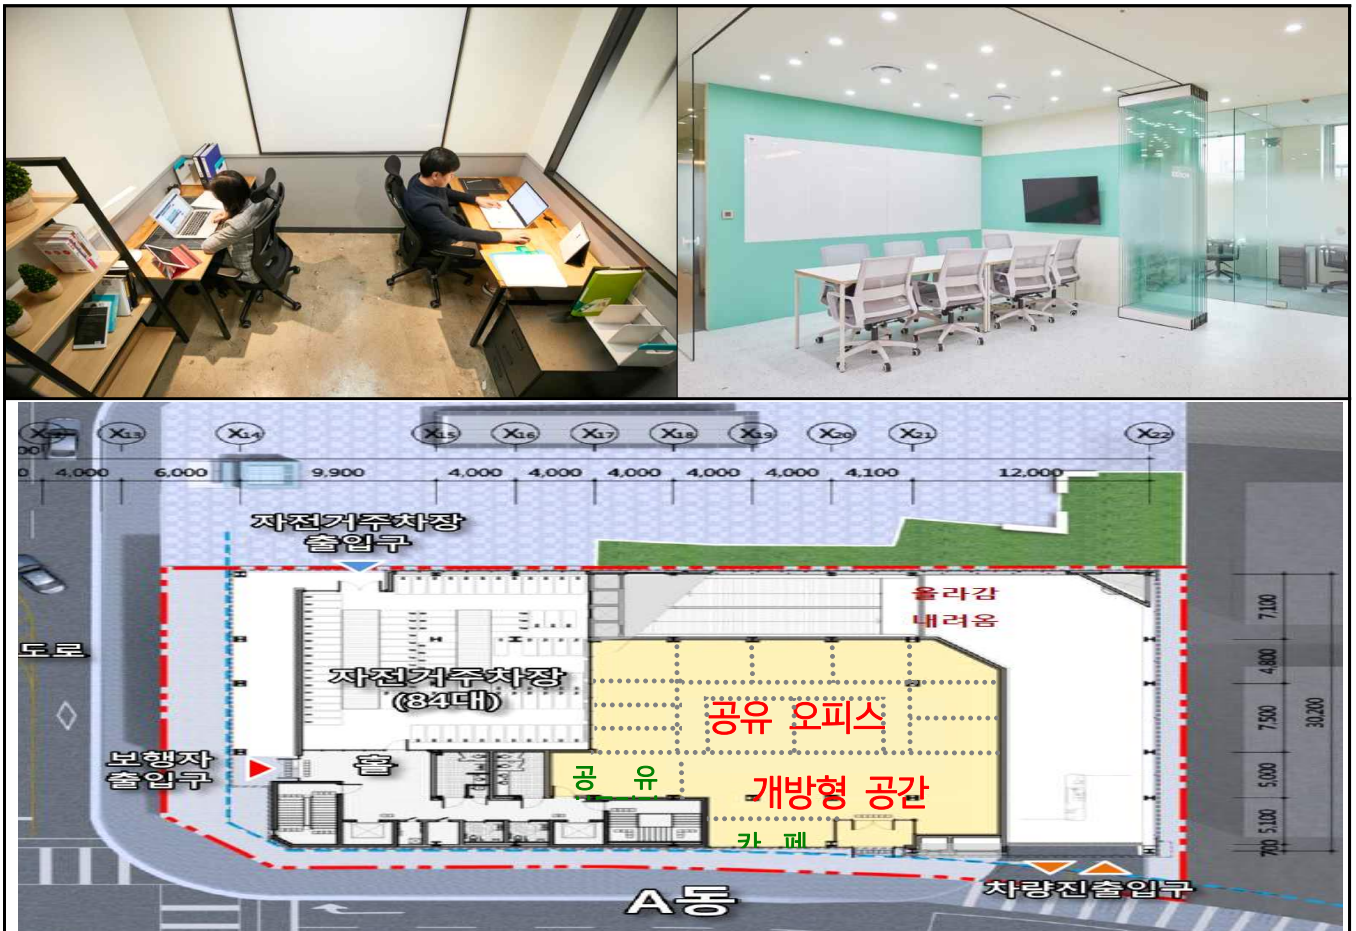 X13 X14 X15 X16 X17 X18 X19 X20 X21 X22
4,000 6,000 9,900 4,000 4,000 4,000 4,000 4,000 4,100 12,000
자전거주차장
출입구
올라감
내려옴
7,100
4,800
7,500
5,000
5,100
700
30,200
도로
자전거주차장
(84대)
공유 오피스
보행자
출입구
홀
공 유
개방형 공간
카 페
차량진출입구
A동